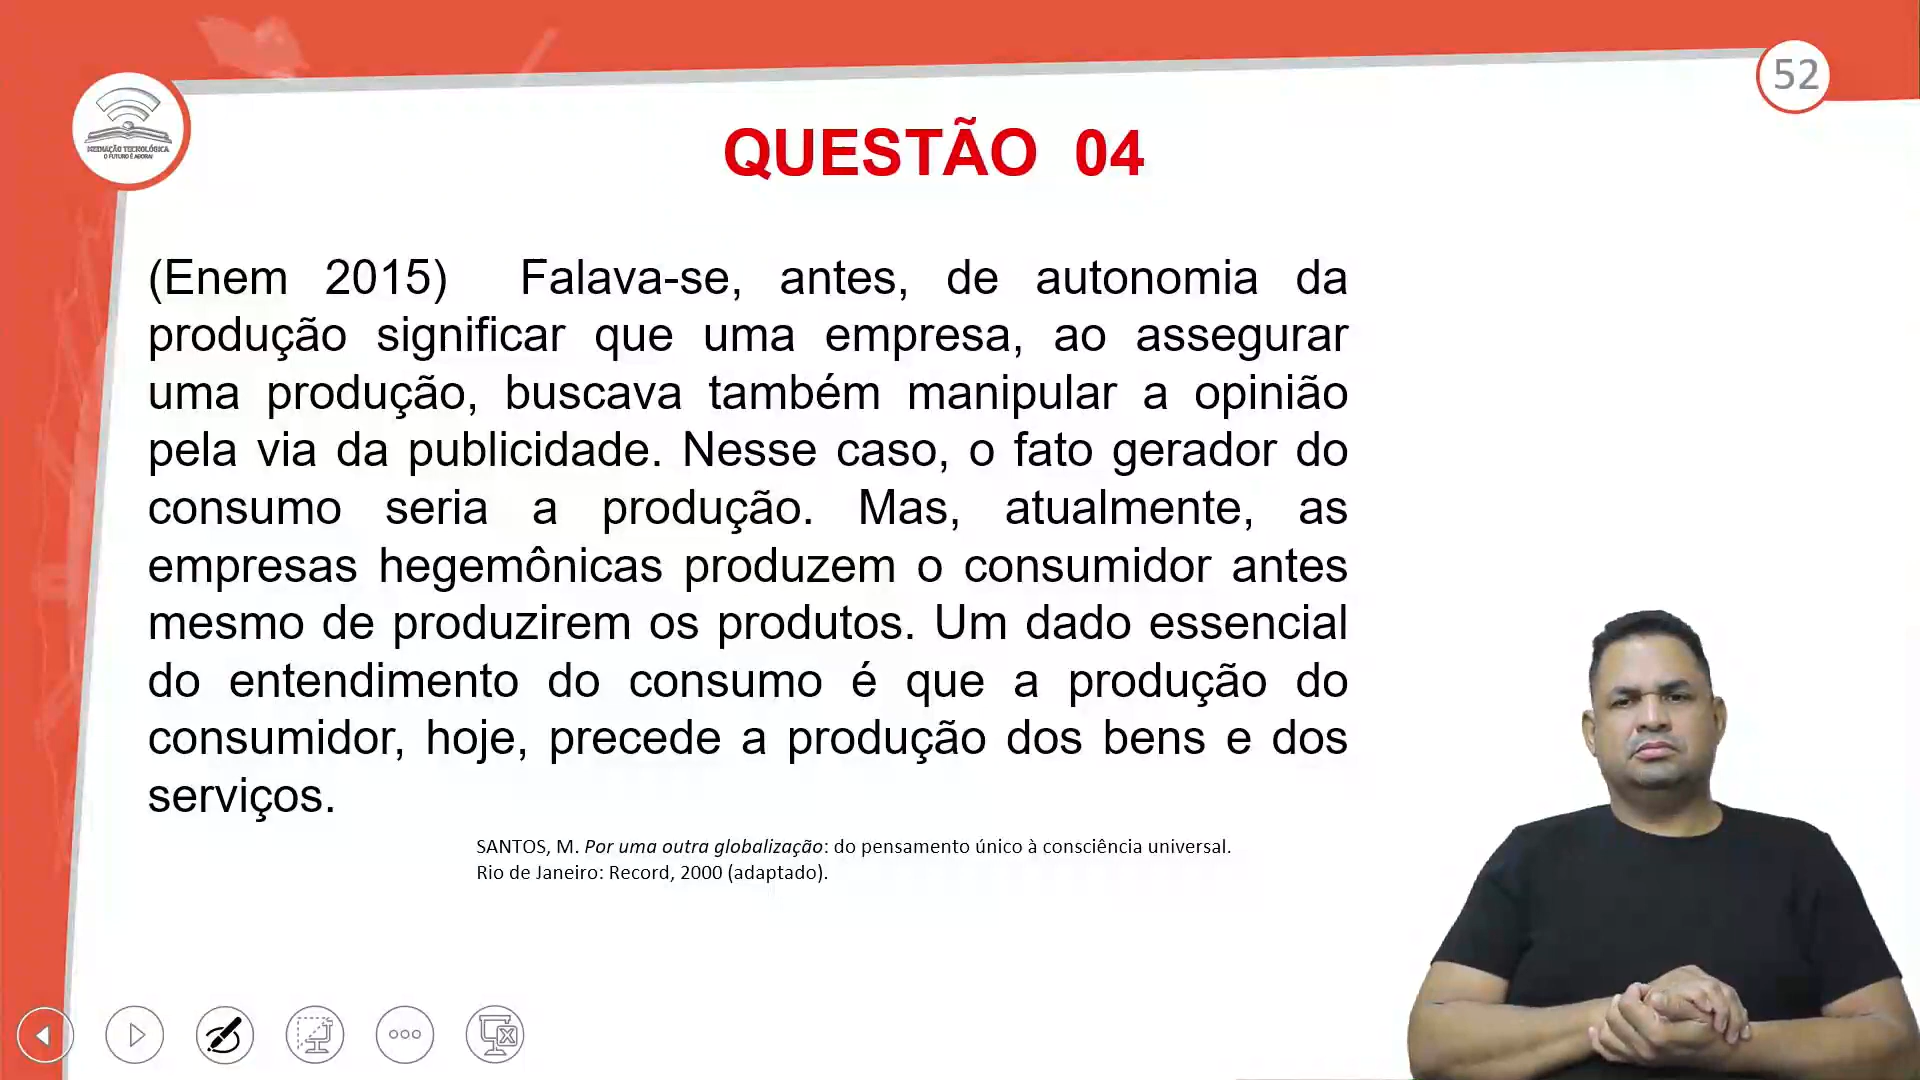 52
MEDIAÇÃO TECNOLÓGICA
O FUTURO É AGORA!
QUESTÃO 04
(Enem 2015) Falava-se, antes, de autonomia da
produção significar que uma empresa, ao assegurar
uma produção, buscava também manipular a opinião
pela via da publicidade. Nesse caso, o fato gerador do
consumo seria a produção. Mas, atualmente, as
empresas hegemônicas produzem o consumidor antes
mesmo de produzirem os produtos. Um dado essencial
do entendimento do consumo é que a produção do
consumidor, hoje, precede a produção dos bens e dos
serviços.
SANTOS, M. Por uma outra globalização: do pensamento único à consciência universal.
Rio de Janeiro: Record, 2000 (adaptado).